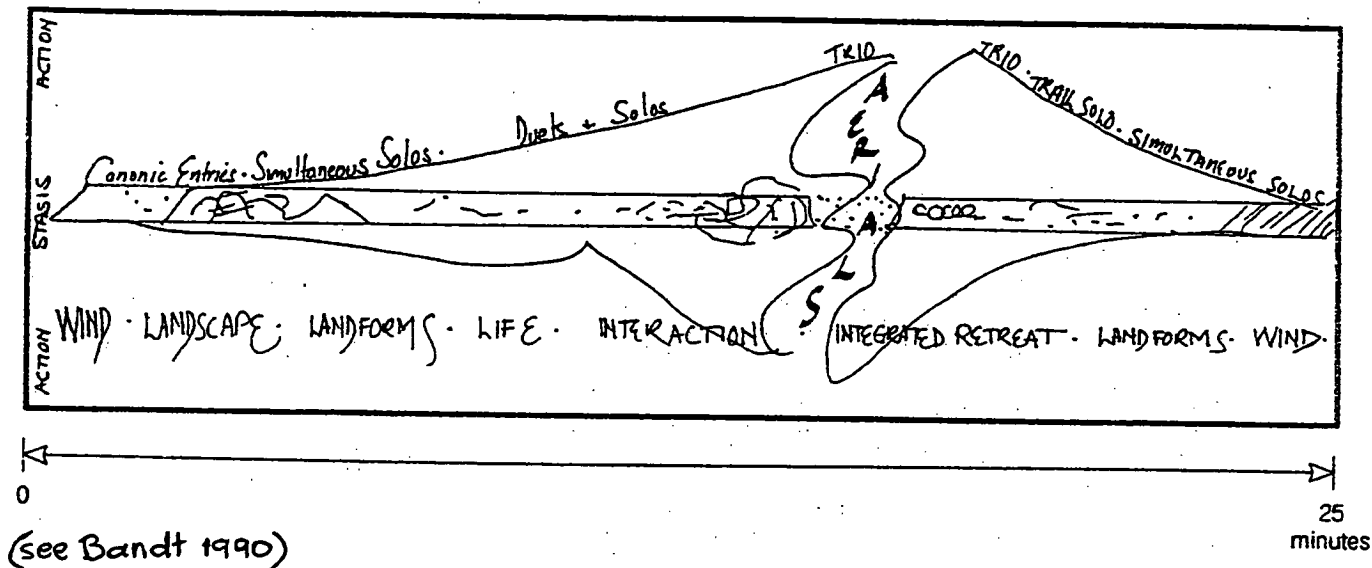 ACTION
STASIS
ACTION
Canonic Entries · Simultaneous Solos ·
Duets + Solos
TRIO
AERIALS
TRIO · TRAIL SOLO · SIMULTANEOUS SOLOS
WIND · LANDSCAPE · LANDFORMS · LIFE · INTERACTION · INTEGRATED RETREAT · LANDFORMS · WIND ·
0
25
minutes
(see Bandt 1990)